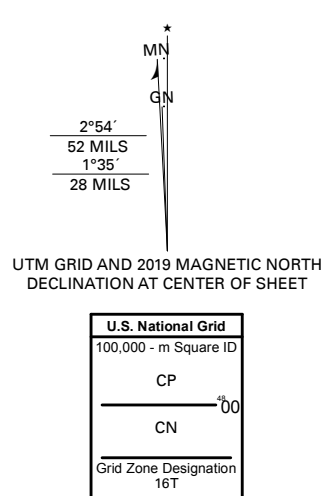 ★
MN
GN
2°54´
52 MILS
1°35´
28 MILS
UTM GRID AND 2019 MAGNETIC NORTH
DECLINATION AT CENTER OF SHEET
U.S. National Grid
100,000 - m Square ID
CP
⁴⁸00
CN
Grid Zone Designation
16T